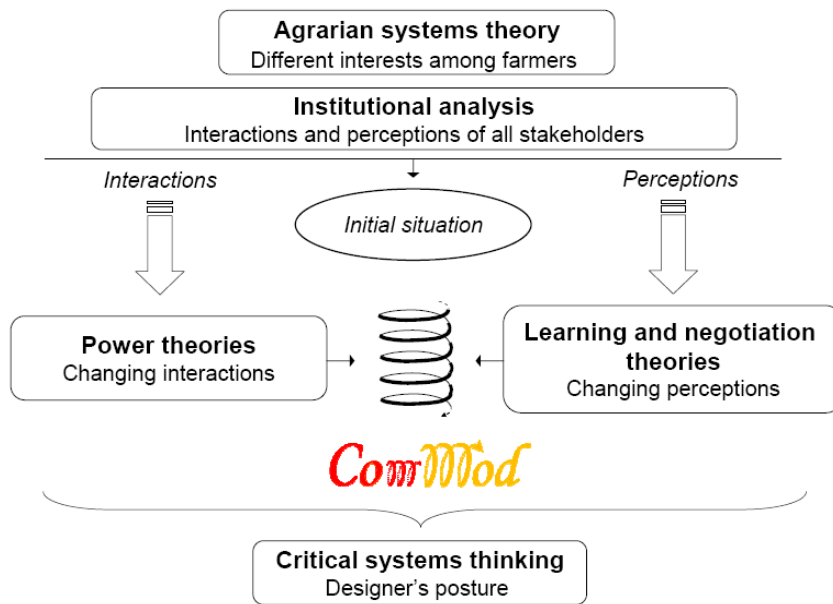 Agrarian systems theory
Different interests among farmers
Institutional analysis
Interactions and perceptions of all stakeholders
Interactions
Perceptions
Initial situation
Power theories
Changing interactions
Learning and negotiation
theories
Changing perceptions
ComMod
Critical systems thinking
Designer's posture